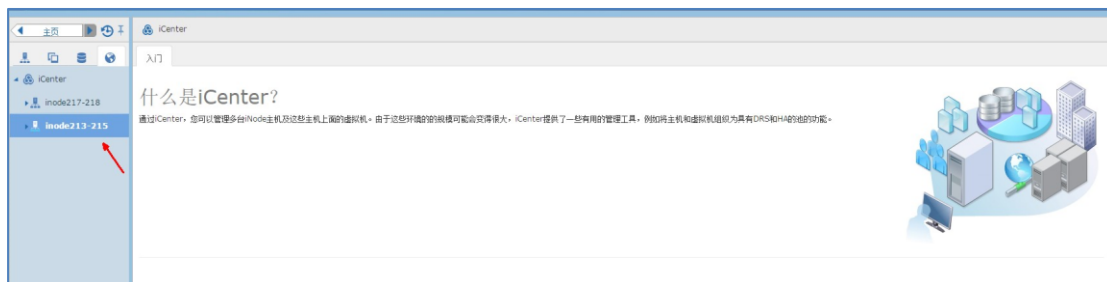 主页
iCenter
入门
iCenter
inode217-218
inode213-215
什么是iCenter?
通过iCenter，您可以管理多台iNode主机及这些主机上面的虚拟机。由于这些环境的的规模可能会变得很大，iCenter提供了一些有用的管理工具，例如将主机和虚拟机组织为具有DRS和HA的池的功能。